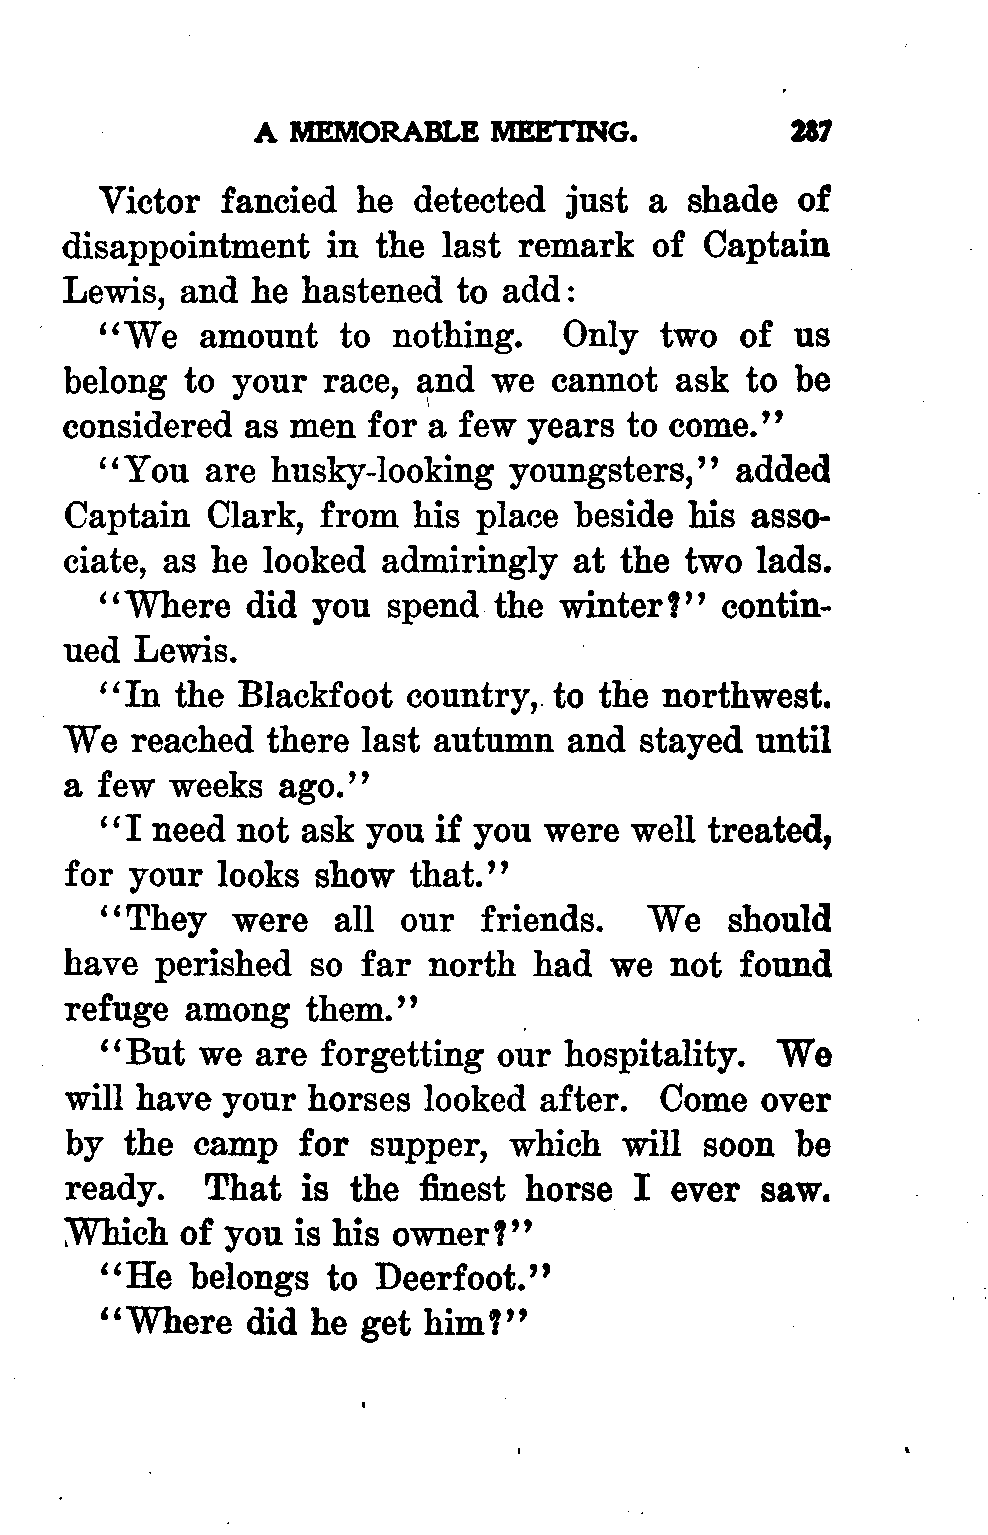 A MEMORABLE MEETING. 287
Victor fancied he detected just a shade of
disappointment in the last remark of Captain
Lewis, and he hastened to add:
"We amount to nothing. Only two of us
belong to your race, and we cannot ask to be
considered as men for a few years to come."
"You are husky-looking youngsters," added
Captain Clark, from his place beside his asso-
ciate, as he looked admiringly at the two lads.
"Where did you spend the winter?" contin-
ued Lewis.
"In the Blackfoot country, to the northwest.
We reached there last autumn and stayed until
a few weeks ago."
"I need not ask you if you were well treated,
for your looks show that."
"They were all our friends. We should
have perished so far north had we not found
refuge among them."
"But we are forgetting our hospitality. We
will have your horses looked after. Come over
by the camp for supper, which will soon be
ready. That is the finest horse I ever saw.
Which of you is his owner?"
"He belongs to Deerfoot."
"Where did he get him?"